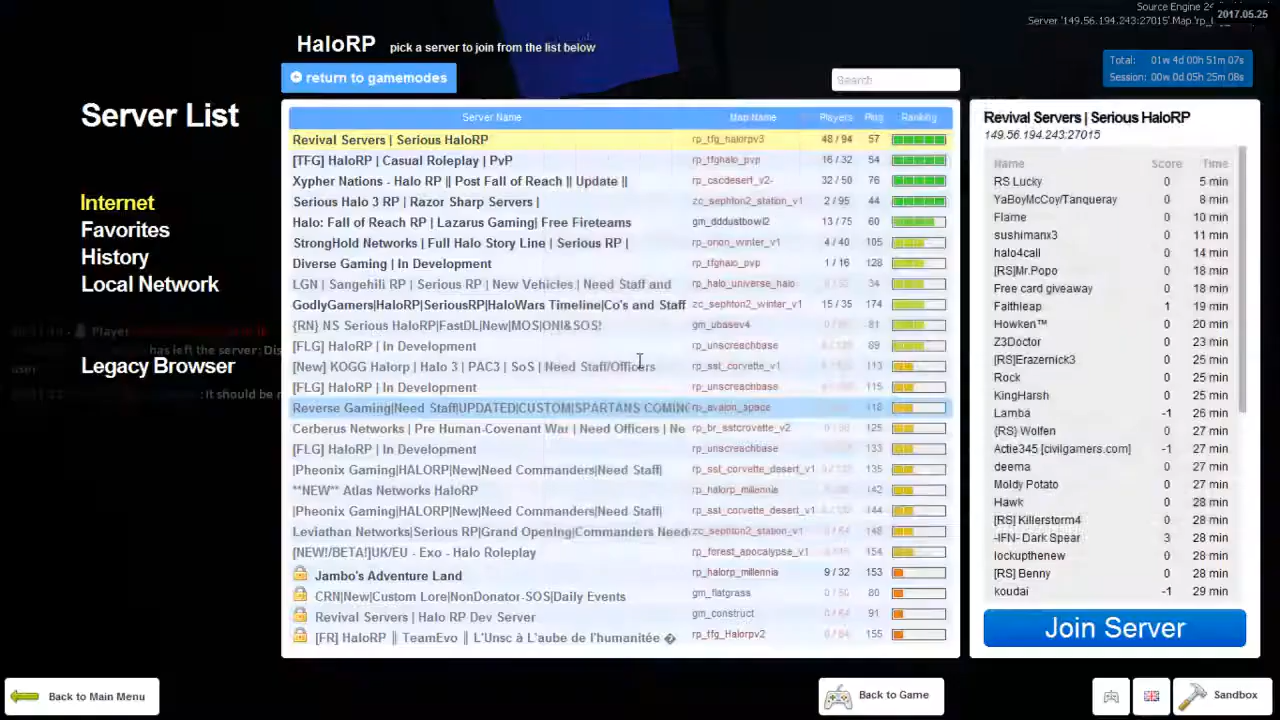 Source Engine 24
2017.05.25
Server '149.56.194.243:27015' Map 'rp_
HaloRP pick a server to join from the list below
Total: 01w 4d 00h 51m 07s
Session: 00w 0d 05h 25m 08s
return to gamemodes
Search
Server List
Internet
Favorites
History
Local Network
Legacy Browser
Player
has left the server: Dis
user
: it should be r
Server Name Map Name Players Ping Ranking
Revival Servers | Serious HaloRP rp_tfg_halorpv3 48 / 94 57
[TFG] HaloRP | Casual Roleplay | PvP rp_tfghalo_pvp 16 / 32 54
Xypher Nations - Halo RP || Post Fall of Reach || Update || rp_cscdesert_v2- 32 / 50 76
Serious Halo 3 RP | Razor Sharp Servers | zc_sephton2_station_v1 2 / 95 44
Halo: Fall of Reach RP | Lazarus Gaming| Free Fireteams gm_dddustbowl2 13 / 75 60
StrongHold Networks | Full Halo Story Line | Serious RP | rp_onon_winter_v1 4 / 40 105
Diverse Gaming | In Development rp_tfghalo_pvp 1 / 16 128
LGN | Sangehili RP | Serious RP | New Vehicles | Need Staff and rp_halo_universe_halo 34
GodlyGamers|HaloRP|SeriousRP|HaloWars Timeline|Co's and Staff zc_sephton2_winter_v1 15 / 35 174
{RN} NS Serious HaloRP|FastDL|New|MOS|ONI&SOS! gm_ubasev4 81
[FLG] HaloRP | In Development rp_unscreachbase 89
[New] KOGG Halorp | Halo 3 | PAC3 | SoS | Need Staff/Officers rp_sst_corvette_v1 113
[FLG] HaloRP | In Development rp_unscreachbase 115
Reverse Gaming|Need Staff|UPDATED|CUSTOM|SPARTANS COMING rp_avalon_space 118
Cerberus Networks | Pre Human-Covenant War | Need Officers | Ne rp_br_sstcrovette_v2 125
[FLG] HaloRP | In Development rp_unscreachbase 133
|Pheonix Gaming|HALORP|New|Need Commanders|Need Staff| rp_sst_corvette_desert_v1 135
**NEW** Atlas Networks HaloRP rp_halorp_millennia 142
|Pheonix Gaming|HALORP|New|Need Commanders|Need Staff| rp_sst_corvette_desert_v1 144
Leviathan Networks|Serious RP|Grand Opening|Commanders Need zc_sephton2_station_v1 0 / 64 148
[NEW!/BETA!]UK/EU - Exo - Halo Roleplay rp_forest_apocalypse_v1 154
Jambo's Adventure Land rp_halorp_millennia 9 / 32 153
CRN|New|Custom Lore|NonDonator-SOS|Daily Events gm_flatgrass 0 / 50 80
Revival Servers | Halo RP Dev Server gm_construct 0 / 64 91
[FR] HaloRP || TeamEvo || L'Unsc À L'aube de l'humanitée � rp_tfg_Halorpv2 0 / 84 155
Revival Servers | Serious HaloRP
149.56.194.243:27015
Name Score Time
RS Lucky 0 5 min
YaBoyMcCoy/Tanqueray 0 8 min
Flame 0 10 min
sushimanx3 0 11 min
halo4call 0 14 min
[RS]Mr.Popo 0 18 min
Free card giveaway 0 18 min
Faithleap 1 19 min
Howken™ 0 20 min
Z3Doctor 0 23 min
[RS]Erazernick3 0 25 min
Rock 0 25 min
KingHarsh 0 25 min
Lamba -1 26 min
{RS} Wolfen 0 27 min
Actie345 [civilgamers.com] -1 27 min
deema 0 27 min
Moldy Potato 0 27 min
Hawk 0 28 min
[RS] Killerstorm4 0 28 min
-IFN- Dark Spear 3 28 min
lockupthenew 0 28 min
[RS] Benny 0 28 min
koudai -1 29 min
Join Server
Back to Main Menu
Back to Game
Sandbox